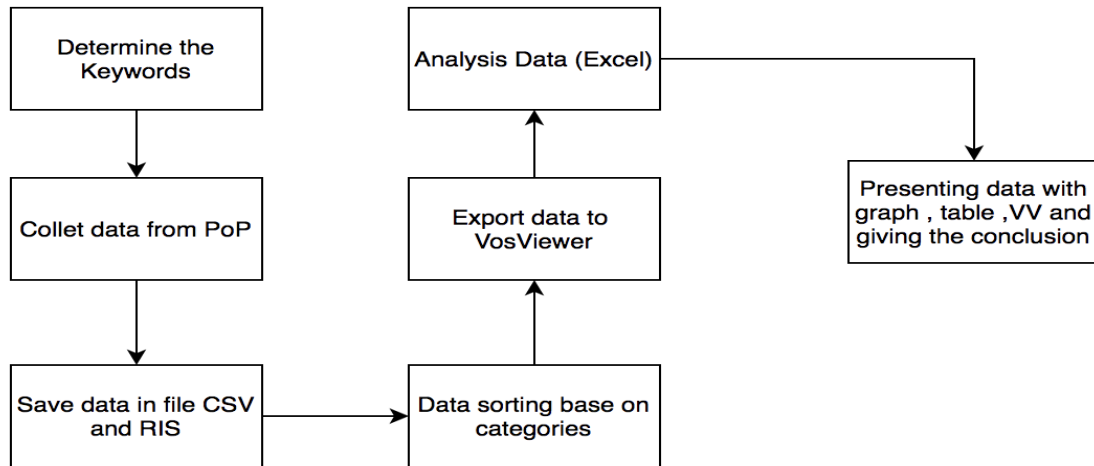 Determine the
Keywords
Collet data from PoP
Save data in file CSV
and RIS
Data sorting base on
categories
Export data to
VosViewer
Analysis Data (Excel)
Presenting data with
graph , table ,VV and
giving the conclusion